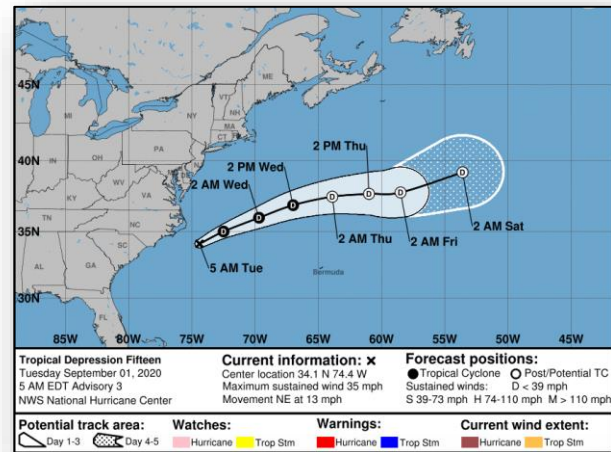 45N
40N
35N
30N
ME
VT
NH
NY
MA
CT
RI
MI
PA
NJ
OH
IN
WV
MD
DE
VA
KY
TN
NC
SC
GA
AL
FL
2 PM Thu
2 PM Wed
2 AM Wed
2 AM Sat
2 AM Thu
2 AM Fri
5 AM Tue
Bermuda
D
D
D
D
D
D
D
85W 80W 75W 70W 65W 60W 55W 50W 45W
Tropical Depression Fifteen
Tuesday September 01, 2020
5 AM EDT Advisory 3
NWS National Hurricane Center
Current information: ×
Center location 34.1 N 74.4 W
Maximum sustained wind 35 mph
Movement NE at 13 mph
Forecast positions:
Tropical Cyclone Post/Potential TC
Sustained winds: D < 39 mph
S 39-73 mph H 74-110 mph M > 110 mph
Potential track area:
Day 1-3 Day 4-5
Watches:
Hurricane Trop Stm
Warnings:
Hurricane Trop Stm
Current wind extent:
Hurricane Trop Stm